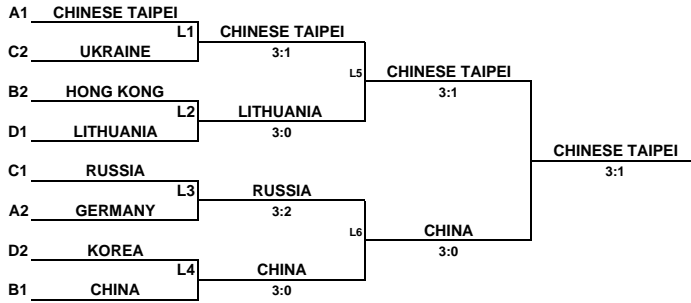 A1 CHINESE TAIPEI
L1
CHINESE TAIPEI
3:1
C2 UKRAINE
L5
CHINESE TAIPEI
3:1
B2 HONG KONG
L2
LITHUANIA
3:0
D1 LITHUANIA
CHINESE TAIPEI
3:1
C1 RUSSIA
L3
RUSSIA
3:2
A2 GERMANY
L6
CHINA
3:0
D2 KOREA
L4
CHINA
3:0
B1 CHINA